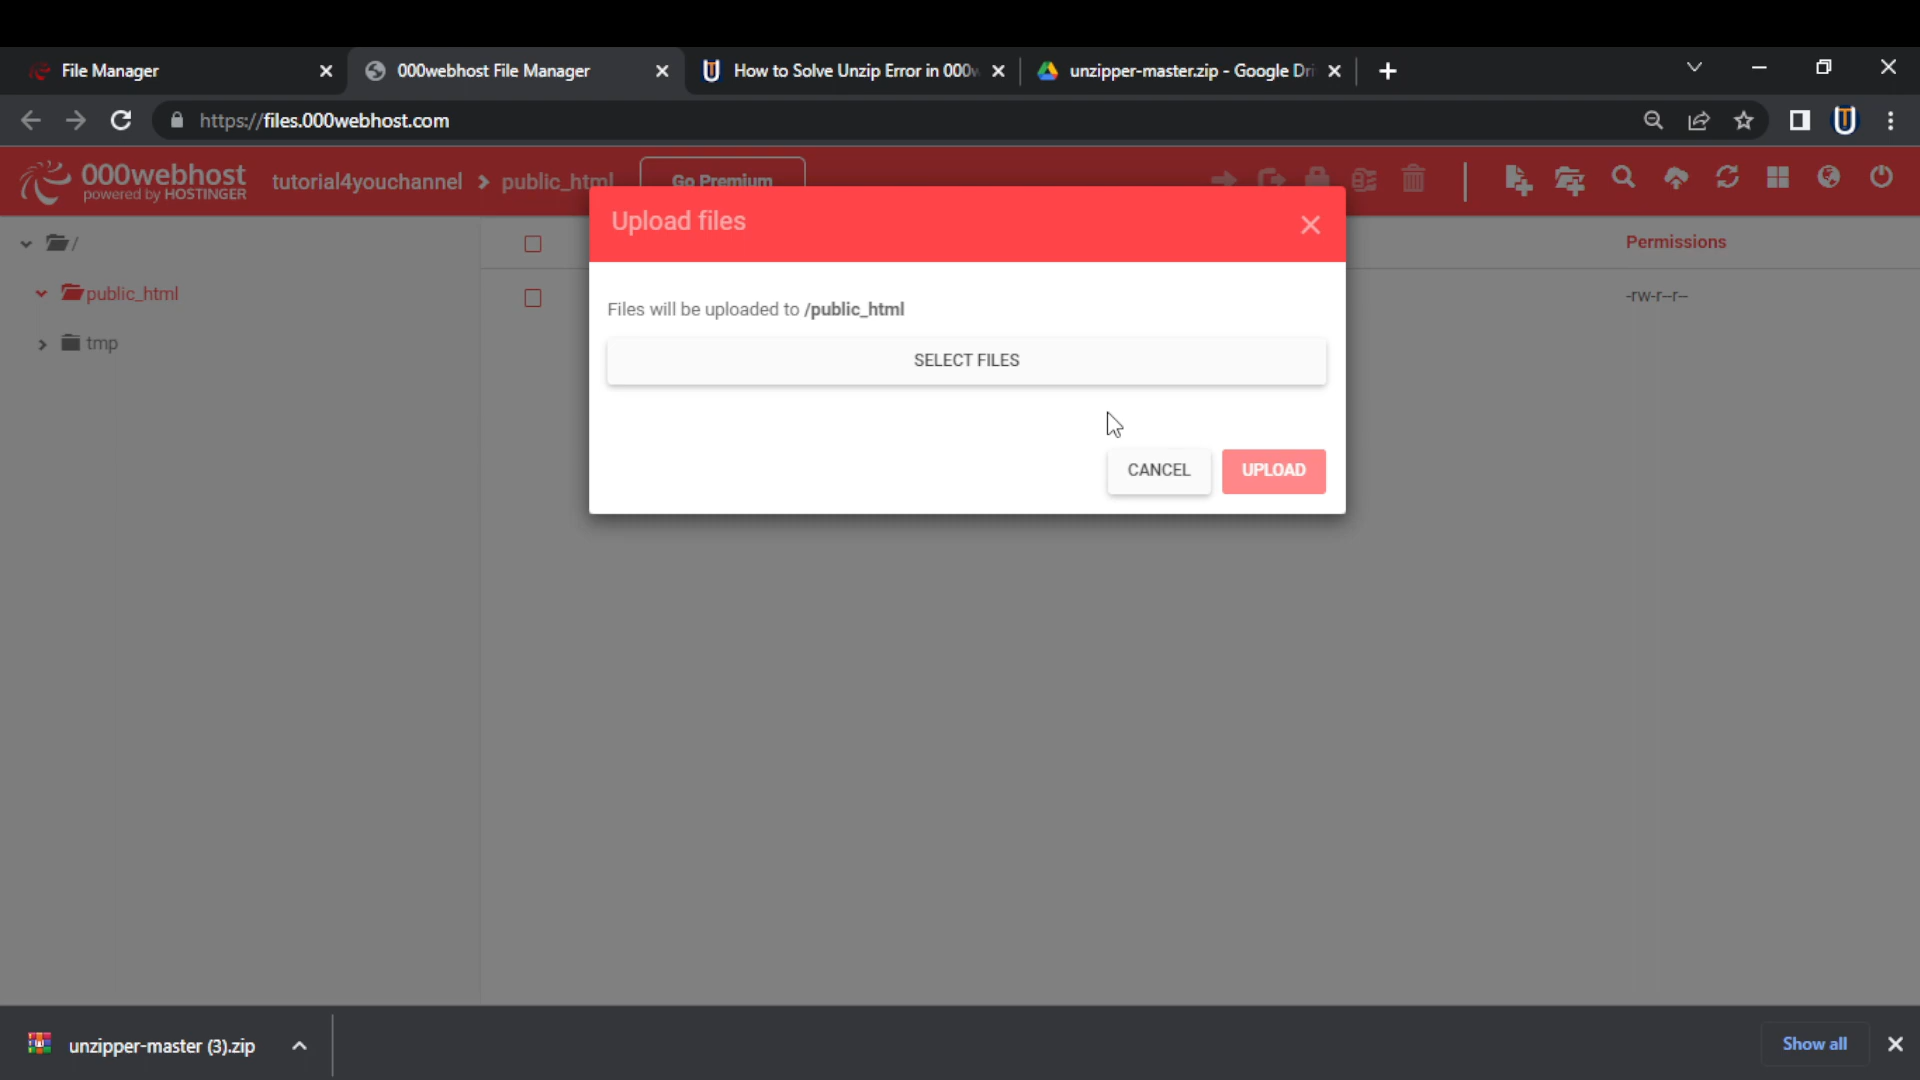 File Manager
000webhost File Manager
How to Solve Unzip Error in 000w
unzipper-master.zip - Google Dri
https://files.000webhost.com
000webhost
powered by HOSTINGER
tutorial4youchannel > public_html
Go Premium
/
public_html
tmp
Permissions
-rw-r--r--
Upload files
Files will be uploaded to /public_html
SELECT FILES
CANCEL
UPLOAD
unzipper-master (3).zip
Show all